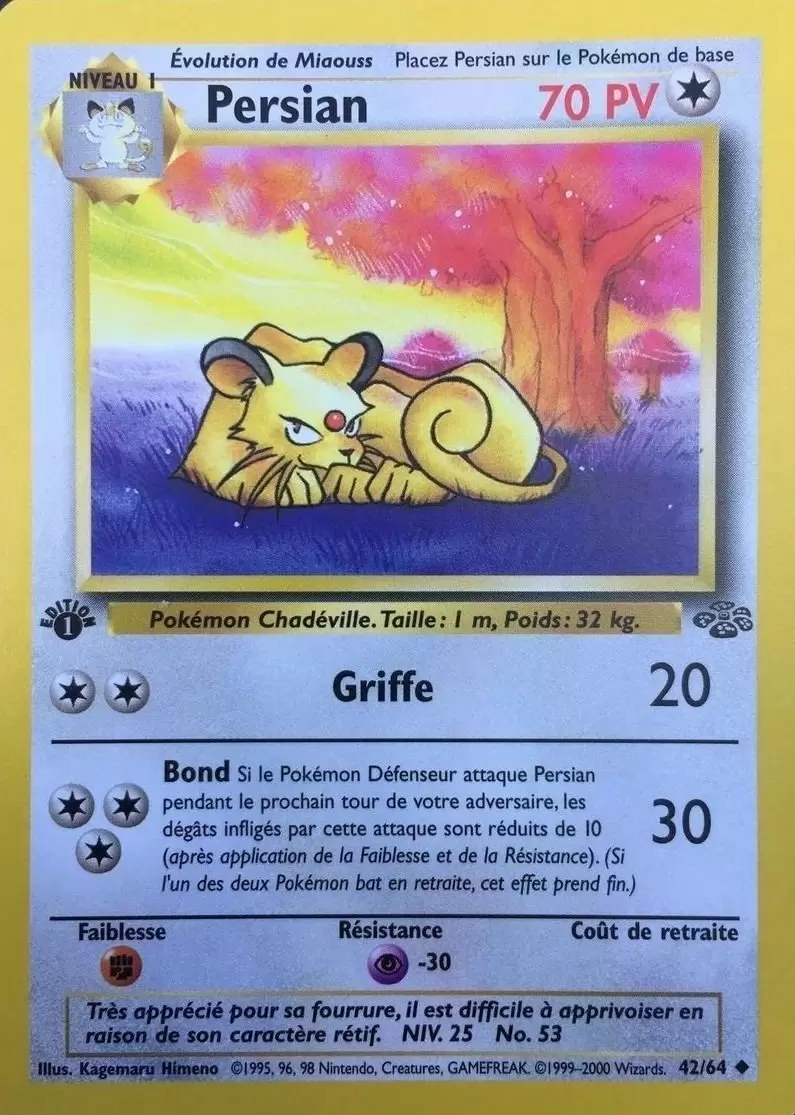 Évolution de Miaouss Placez Persian sur le Pokémon de base
NIVEAU I
Persian 70 PV
EDITION
1
Pokémon Chadéville. Taille: I m, Poids: 32 kg.
Griffe 20
Bond Si le Pokémon Défenseur attaque Persian
pendant le prochain tour de votre adversaire, les
dégâts infligés par cette attaque sont réduits de 10
(après application de la Faiblesse et de la Résistance). (Si
l'un des deux Pokémon bat en retraite, cet effet prend fin.)
30
Faiblesse Résistance Coût de retraite
-30
Très apprécié pour sa fourrure, il est difficile à apprivoiser en
raison de son caractère rétif. NIV. 25 No. 53
Illus. Kagemaru Himeno ©1995, 96, 98 Nintendo, Creatures, GAMEFREAK. ©1999–2000 Wizards. 42/64